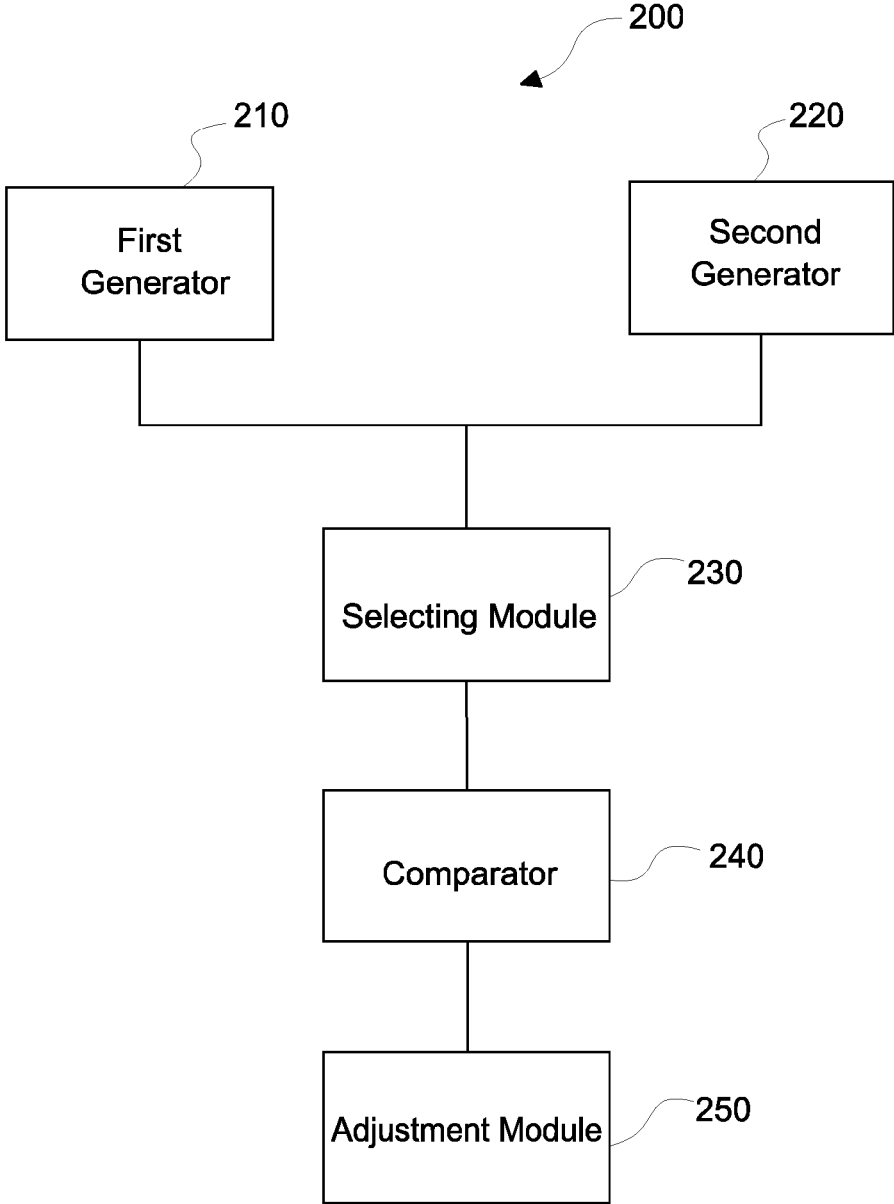 200
210
220
First
Generator
Second
Generator
230
Selecting Module
240
Comparator
250
Adjustment Module